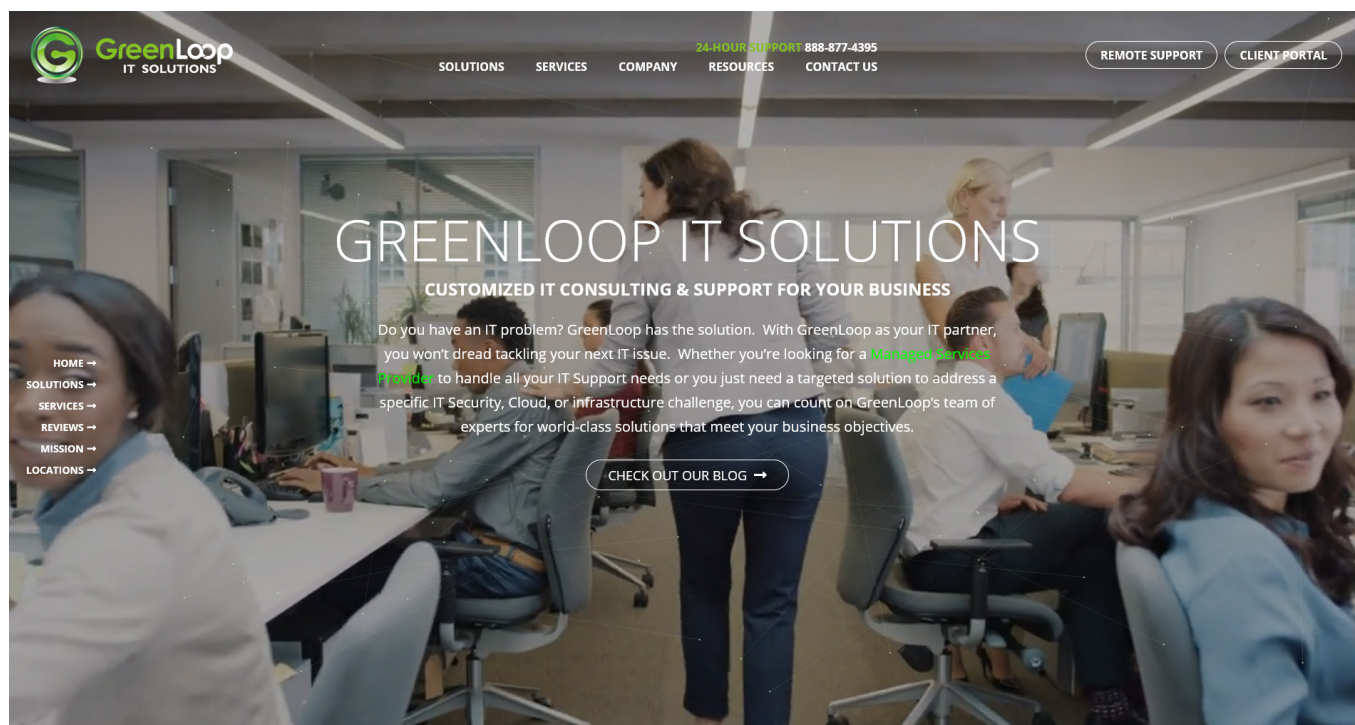 GreenLoop
IT SOLUTIONS
24-HOUR SUPPORT 888-877-4395
SOLUTIONS SERVICES COMPANY RESOURCES CONTACT US
REMOTE SUPPORT CLIENT PORTAL
GREENLOOP IT SOLUTIONS
CUSTOMIZED IT CONSULTING & SUPPORT FOR YOUR BUSINESS
Do you have an IT problem? GreenLoop has the solution. With GreenLoop as your IT partner,
you won't dread tackling your next IT issue. Whether you're looking for a Managed Services
Provider to handle all your IT Support needs or you just need a targeted solution to address a
specific IT Security, Cloud, or infrastructure challenge, you can count on GreenLoop's team of
experts for world-class solutions that meet your business objectives.
CHECK OUT OUR BLOG →
HOME →
SOLUTIONS →
SERVICES →
REVIEWS →
MISSION →
LOCATIONS →